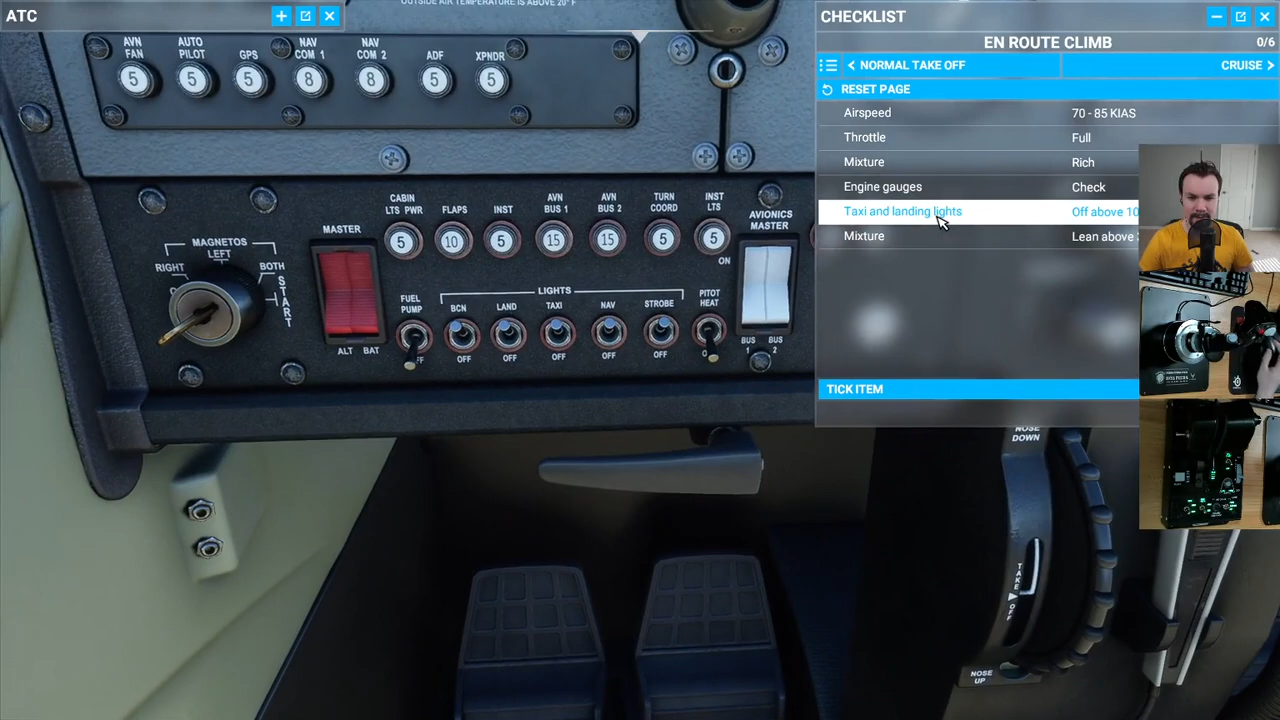 ATC
OUTSIDE AIR TEMPERATURE IS ABOVE 20° F
AVN FAN
AUTO PILOT
GPS
NAV COM 1
NAV COM 2
ADF
XPNDR
5
5
5
8
8
5
5
MAGNETOS
RIGHT
LEFT
BOTH
START
MASTER
ALT
BAT
CABIN LTS PWR
FLAPS
INST
AVN BUS 1
AVN BUS 2
TURN COORD
INST LTS
5
10
5
15
15
5
5
ON
AVIONICS MASTER
BUS 1
BUS 2
FUEL PUMP
LIGHTS
BCN
LAND
TAXI
NAV
STROBE
PITOT HEAT
OFF
OFF
OFF
OFF
OFF
CHECKLIST
EN ROUTE CLIMB
0/6
< NORMAL TAKE OFF
CRUISE >
RESET PAGE
Airspeed 70 - 85 KIAS
Throttle Full
Mixture Rich
Engine gauges Check
Taxi and landing lights Off above 10
Mixture Lean above
TICK ITEM
NOSE DOWN
TAKE
NOSE UP